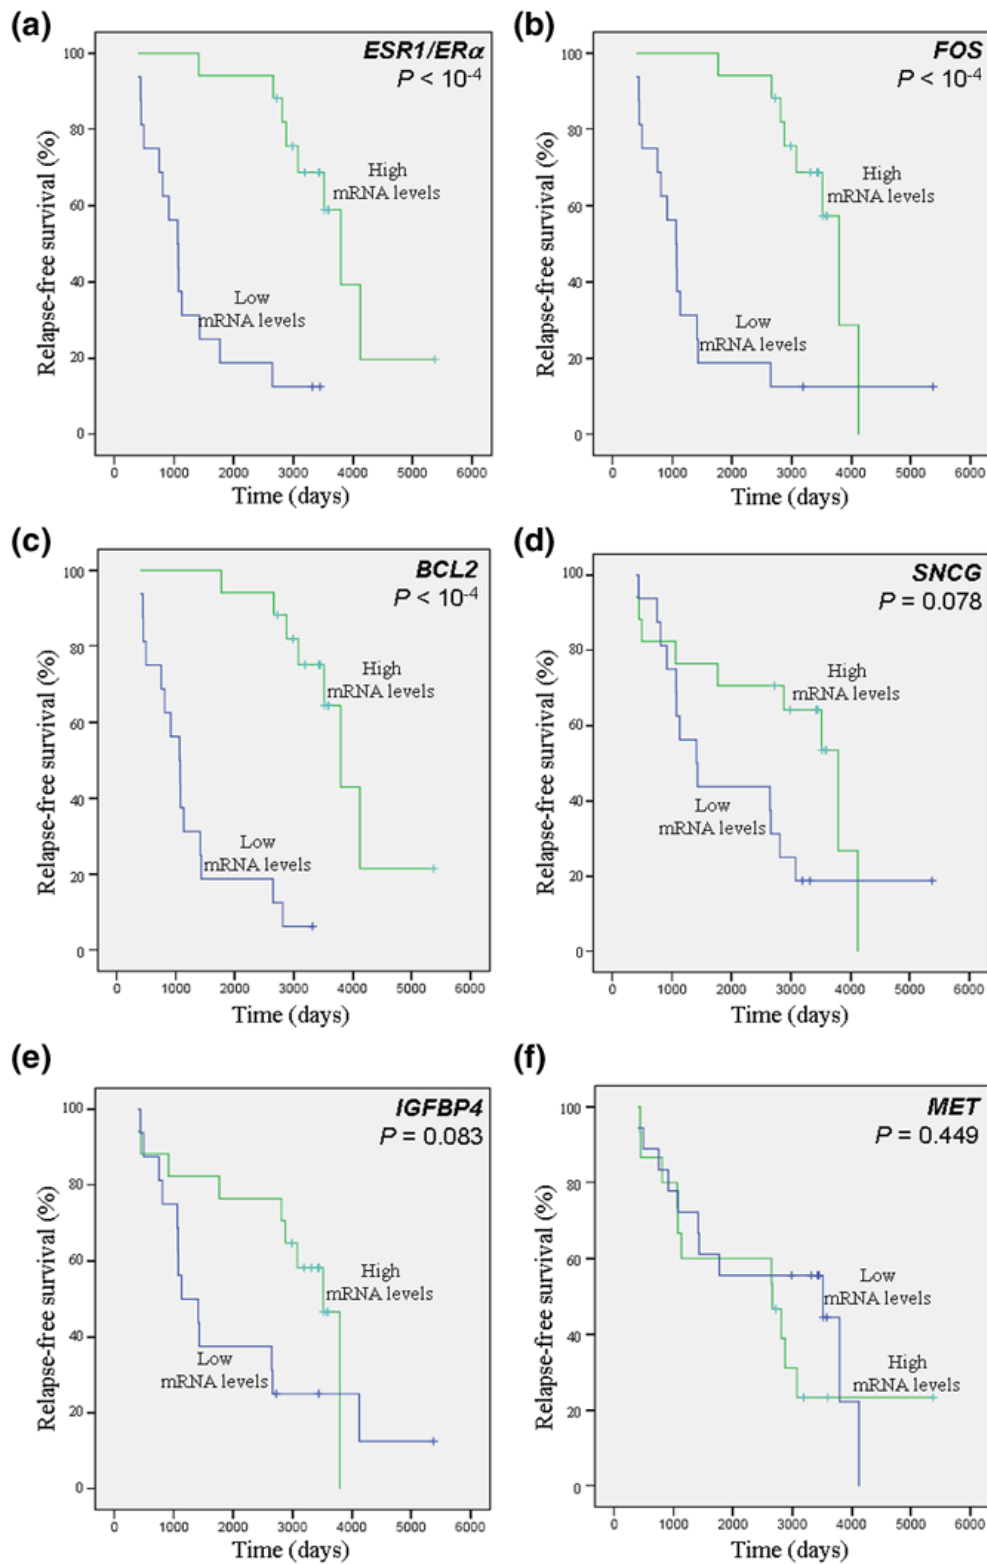 (a)
ESR1/ERα
P < 10-4
100
80
60
40
20
0
Relapse-free survival (%)
High
mRNA levels
Low
mRNA levels
0 1000 2000 3000 4000 5000 6000
Time (days)
(b)
FOS
P < 10-4
100
80
60
40
20
0
Relapse-free survival (%)
High
mRNA levels
Low
mRNA levels
0 1000 2000 3000 4000 5000 6000
Time (days)
(c)
BCL2
P < 10-4
100
80
60
40
20
0
Relapse-free survival (%)
High
mRNA levels
Low
mRNA levels
0 1000 2000 3000 4000 5000 6000
Time (days)
(d)
SNCG
P = 0.078
100
80
60
40
20
0
Relapse-free survival (%)
High
mRNA levels
Low
mRNA levels
0 1000 2000 3000 4000 5000 6000
Time (days)
(e)
IGFBP4
P = 0.083
100
80
60
40
20
0
Relapse-free survival (%)
High
mRNA levels
Low
mRNA levels
0 1000 2000 3000 4000 5000 6000
Time (days)
(f)
MET
P = 0.449
100
80
60
40
20
0
Relapse-free survival (%)
Low
mRNA levels
High
mRNA levels
0 1000 2000 3000 4000 5000 6000
Time (days)